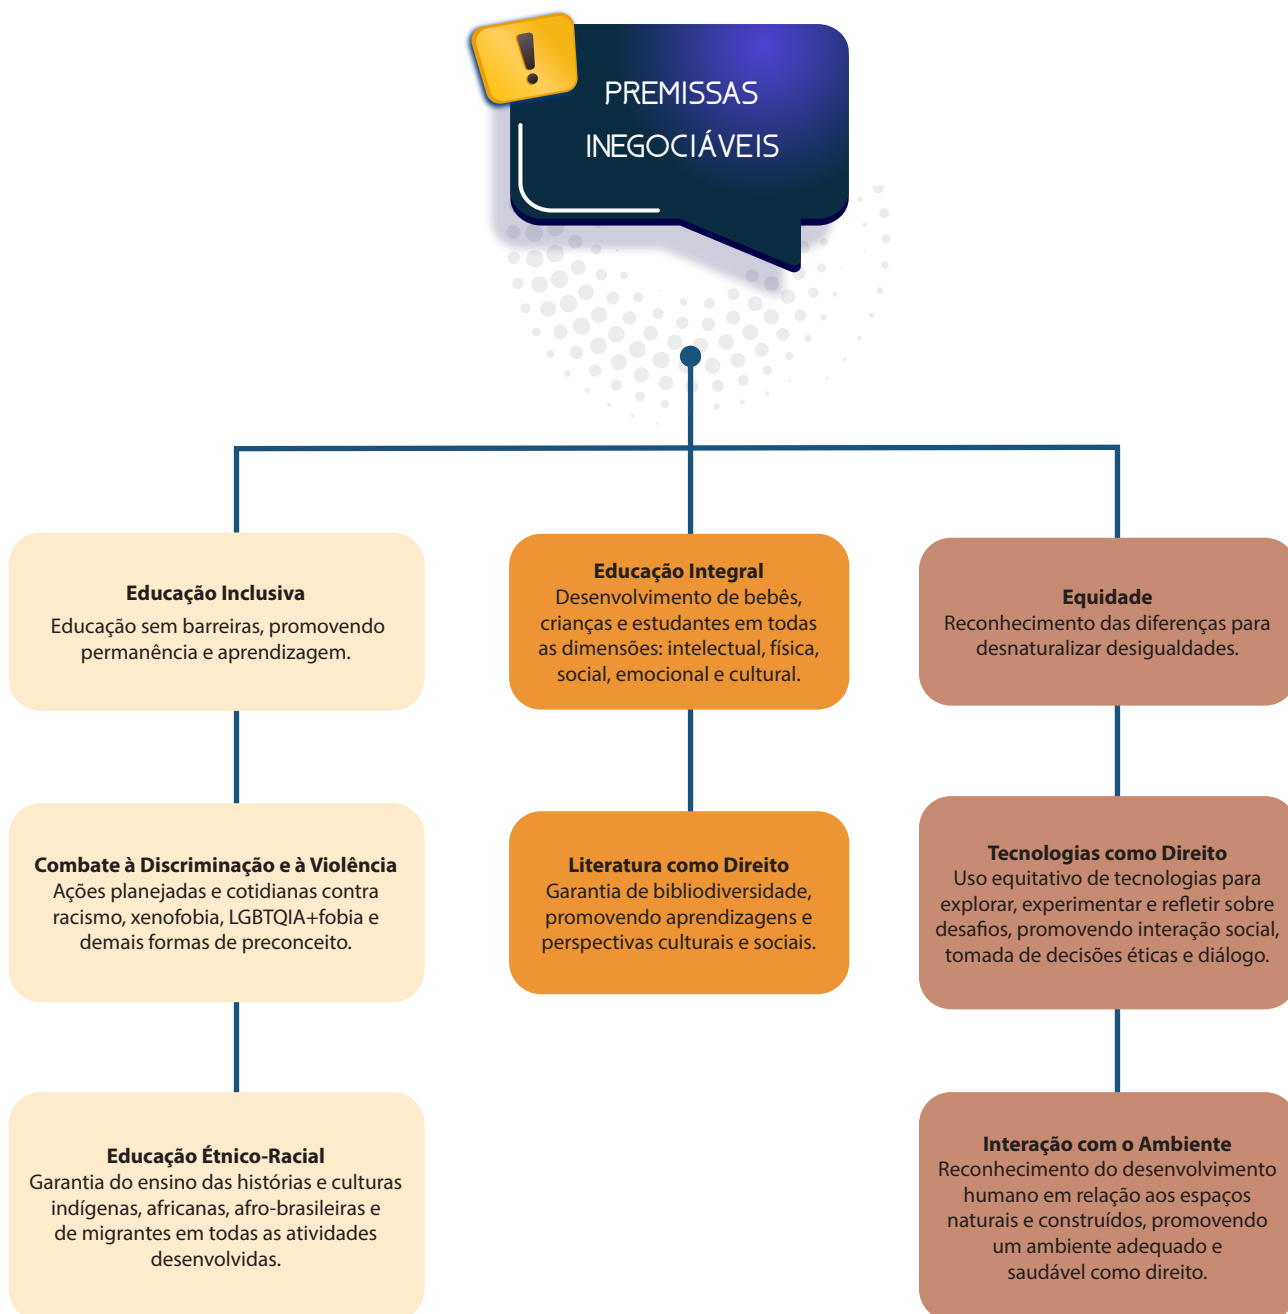 !
PREMISSAS
INEGOCIÁVEIS
Educação Inclusiva
Educação sem barreiras, promovendo
permanência e aprendizagem.
Combate à Discriminação e à Violência
Ações planejadas e cotidianas contra
racismo, xenofobia, LGBTQIA+fobia e
demais formas de preconceito.
Educação Étnico-Racial
Garantia do ensino das histórias e culturas
indígenas, africanas, afro-brasileiras e
de migrantes em todas as atividades
desenvolvidas.
Educação Integral
Desenvolvimento de bebês,
crianças e estudantes em todas
as dimensões: intelectual, física,
social, emocional e cultural.
Literatura como Direito
Garantia de bibliodiversidade,
promovendo aprendizagens e
perspectivas culturais e sociais.
Equidade
Reconhecimento das diferenças para
desnaturalizar desigualdades.
Tecnologias como Direito
Uso equitativo de tecnologias para
explorar, experimentar e refletir sobre
desafios, promovendo interação social,
tomada de decisões éticas e diálogo.
Interação com o Ambiente
Reconhecimento do desenvolvimento
humano em relação aos espaços
naturais e construídos, promovendo
um ambiente adequado e
saudável como direito.